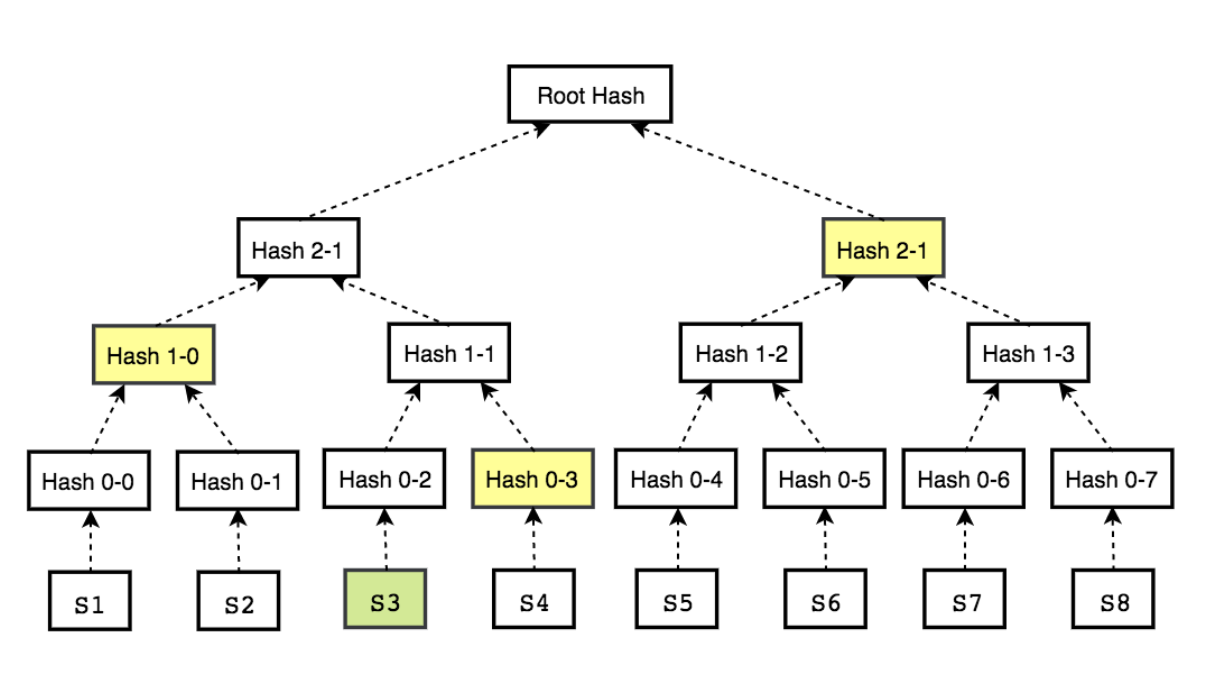 Root Hash
Hash 2-1
Hash 2-1
Hash 1-0
Hash 1-1
Hash 1-2
Hash 1-3
Hash 0-0
Hash 0-1
Hash 0-2
Hash 0-3
Hash 0-4
Hash 0-5
Hash 0-6
Hash 0-7
S1
S2
S3
S4
S5
S6
S7
S8